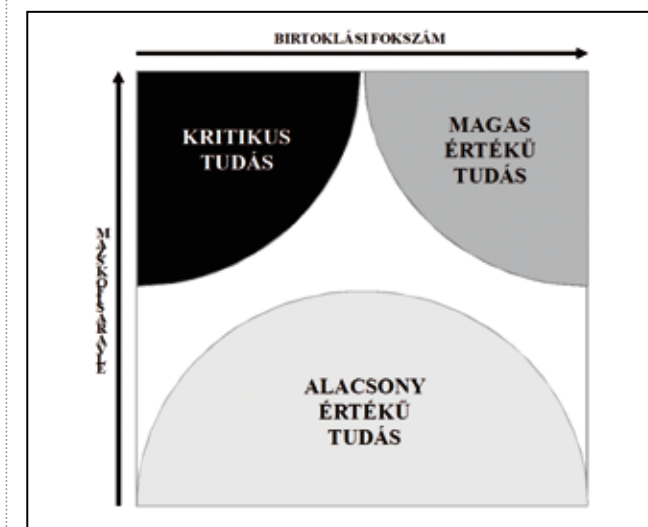 BIRTOKLÁSI FOKSZÁM
KRITIKUS
TUDÁS
MAGAS
ÉRTÉKŰ
TUDÁS
ALACSONY
ÉRTÉKŰ
TUDÁS